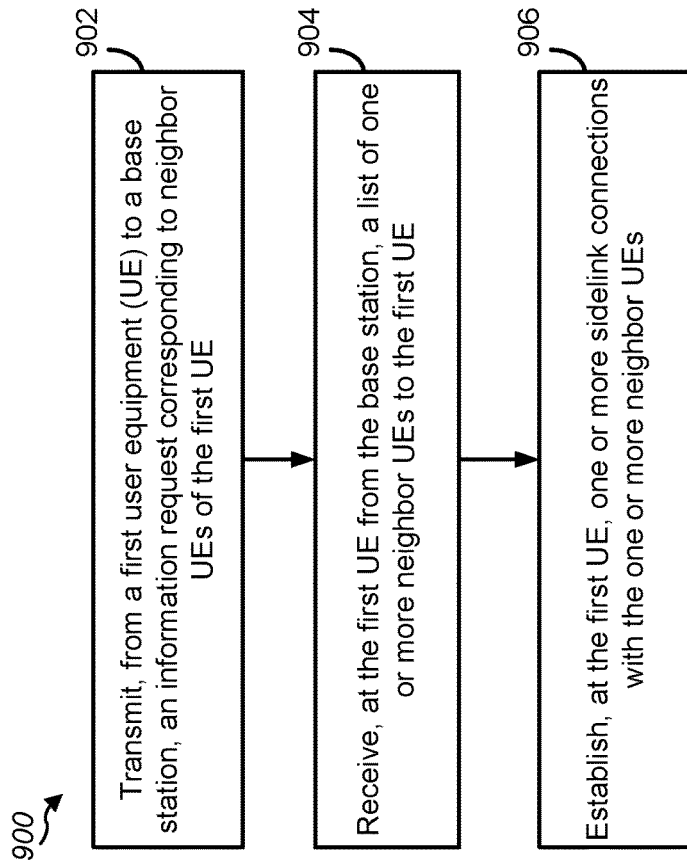 900
902
Transmit, from a first user equipment (UE) to a base
station, an information request corresponding to neighbor
UEs of the first UE
904
Receive, at the first UE from the base station, a list of one
or more neighbor UEs to the first UE
906
Establish, at the first UE, one or more sidelink connections
with the one or more neighbor UEs